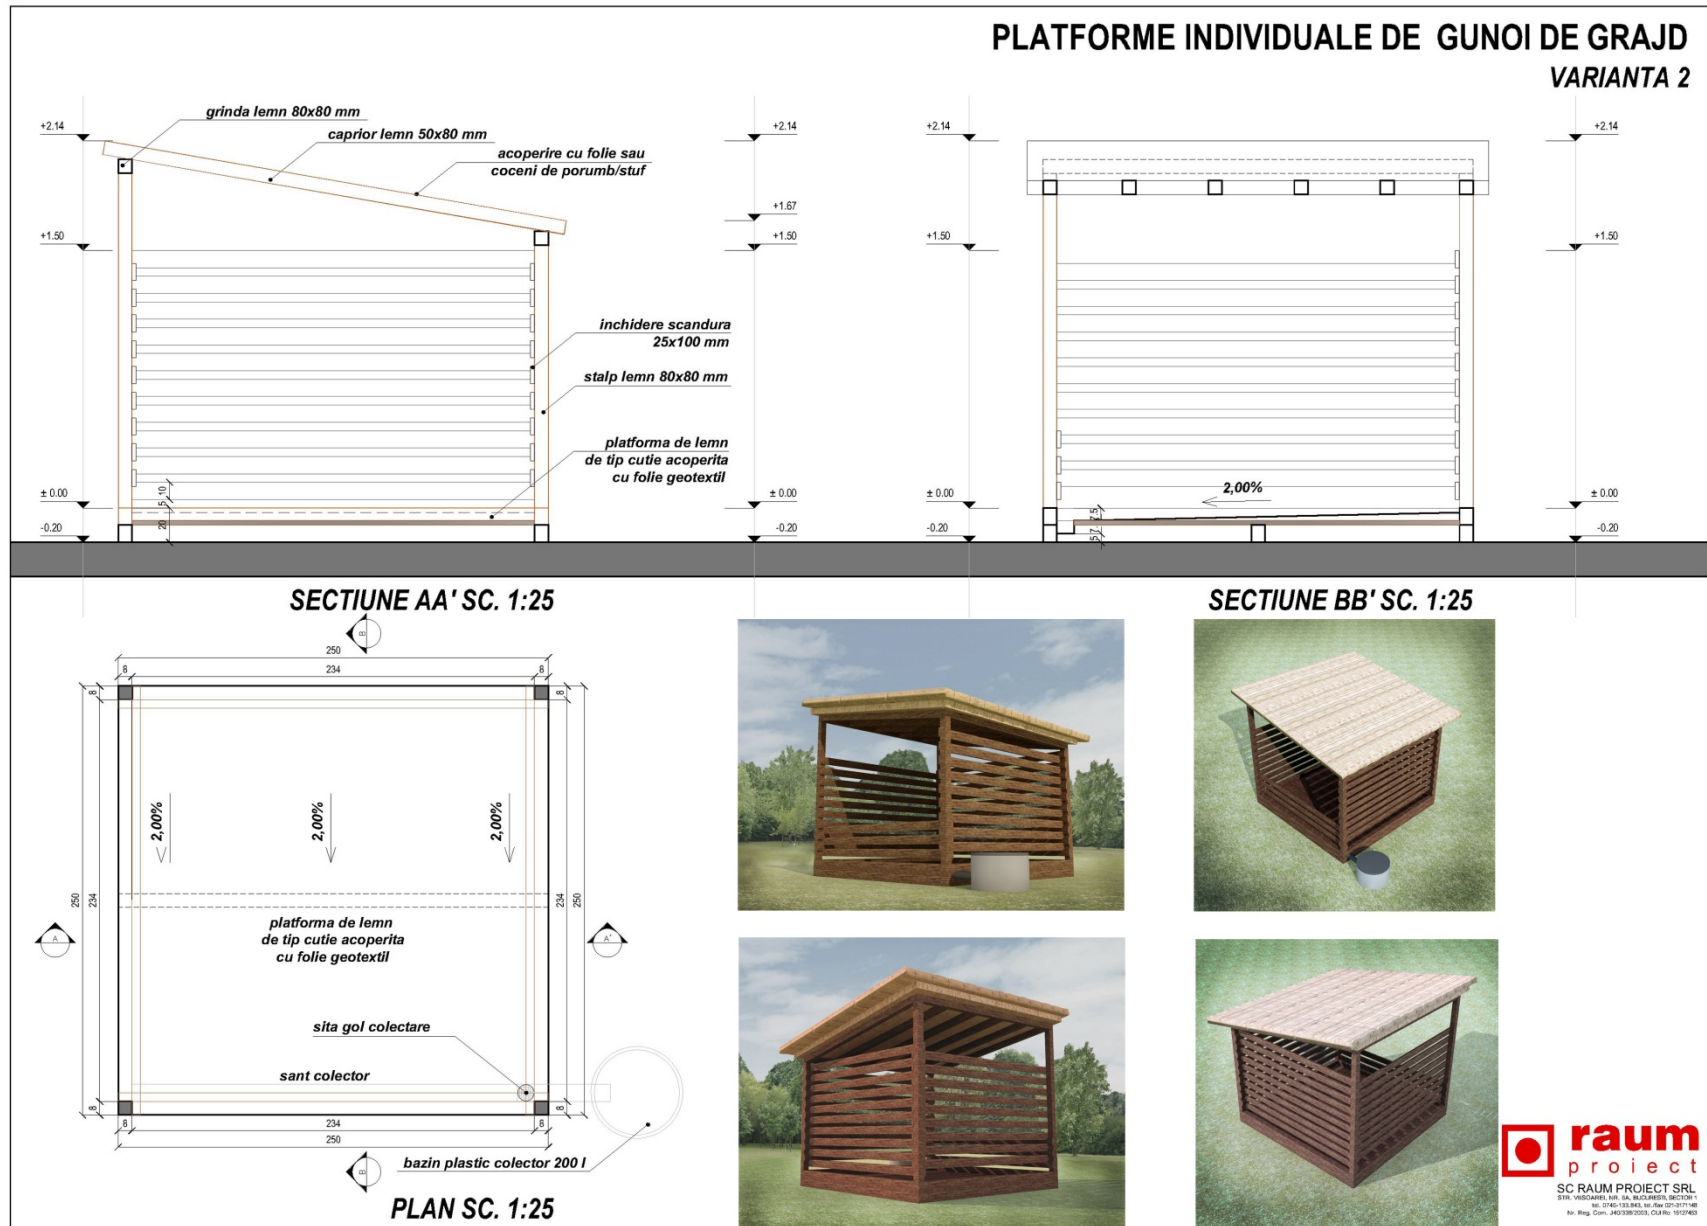 PLATFORME INDIVIDUALE DE GUNOI DE GRAJD
VARIANTA 2
grinda lemn 80x80 mm
caprior lemn 50x80 mm
acoperire cu folie sau
coceni de porumb/stuf
+2.14
+1.50
± 0.00
-0.20
+2.14
+1.67
+1.50
± 0.00
-0.20
inchidere scandura
25x100 mm
stalp lemn 80x80 mm
platforma de lemn
de tip cutie acoperita
cu folie geotextil
10
5
20
+2.14
+1.50
± 0.00
-0.20
2,00%
+2.14
+1.50
± 0.00
-0.20
SECTIUNE AA' SC. 1:25
SECTIUNE BB' SC. 1:25
B
250
8
234
8
8
8
2,00%
2,00%
2,00%
250
234
234
250
A
A'
platforma de lemn
de tip cutie acoperita
cu folie geotextil
sita gol colectare
sant colector
8
8
8
234
8
250
B
bazin plastic colector 200 l
PLAN SC. 1:25
raum
proiect
SC RAUM PROIECT SRL